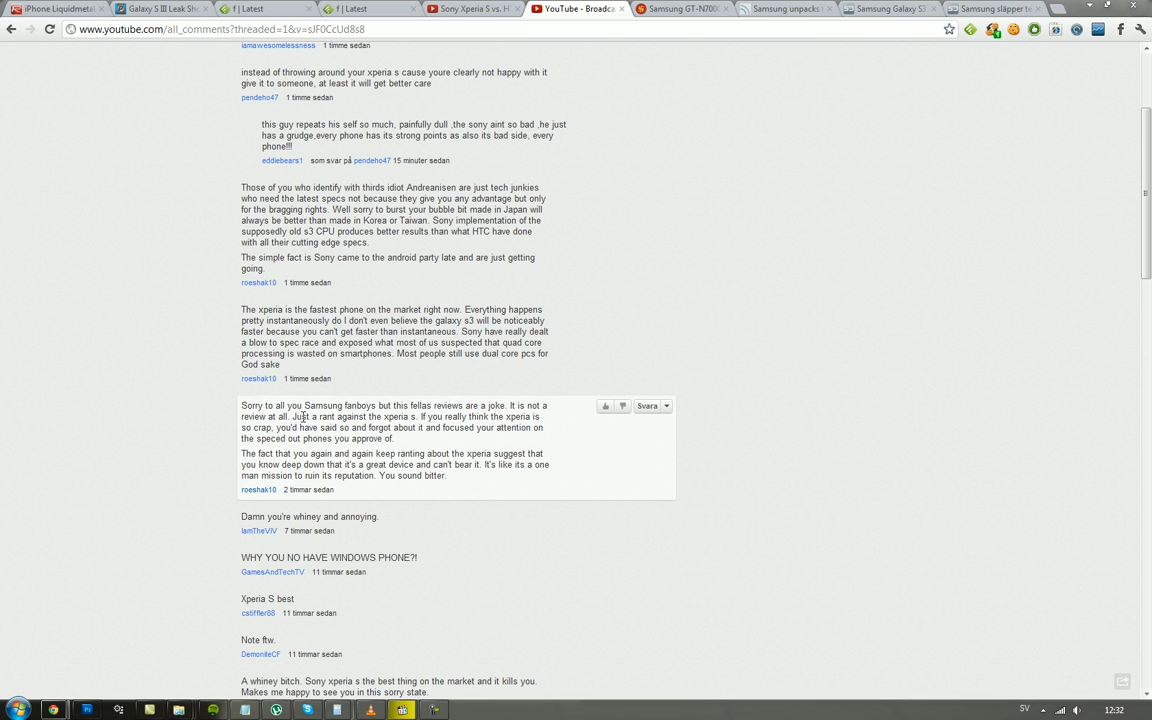 iPhone Liquidmetal
Galaxy S III Leak Sho
f | Latest
f | Latest
Sony Xperia S vs. H
YouTube - Broadca
Samsung GT-N700
Samsung unpacks
Samsung Galaxy S3
Samsung släpper te
www.youtube.com/all_comments?threaded=1&v=sJF0CcUd8s8
iamawesomelessness 1 timme sedan
instead of throwing around your xperia s cause youre clearly not happy with it
give it to someone, at least it will get better care
pendeho47 1 timme sedan
this guy repeats his self so much, painfully dull ,the sony aint so bad ,he just
has a grudge,every phone has its strong points as also its bad side, every
phone!!!
eddiebears1 som svar på pendeho47 15 minuter sedan
Those of you who identify with thirds idiot Andreanisen are just tech junkies
who need the latest specs not because they give you any advantage but only
for the bragging rights. Well sorry to burst your bubble bit made in Japan will
always be better than made in Korea or Taiwan. Sony implementation of the
supposedly old s3 CPU produces better results than what HTC have done
with all their cutting edge specs.
The simple fact is Sony came to the android party late and are just getting
going.
roeshak10 1 timme sedan
The xperia is the fastest phone on the market right now. Everything happens
pretty instantaneously do I don't even believe the galaxy s3 will be noticeably
faster because you can't get faster than instantaneous. Sony have really dealt
a blow to spec race and exposed what most of us suspected that quad core
processing is wasted on smartphones. Most people still use dual core pcs for
God sake
roeshak10 1 timme sedan
Sorry to all you Samsung fanboys but this fellas reviews are a joke. It is not a
review at all. Just a rant against the xperia s. If you really think the xperia is
so crap, you'd have said so and forgot about it and focused your attention on
the speced out phones you approve of.
Svara
The fact that you again and again keep ranting about the xperia suggest that
you know deep down that it's a great device and can't bear it. It's like its a one
man mission to ruin its reputation. You sound bitter.
roeshak10 2 timmar sedan
Damn you're whiney and annoying.
IamTheViV 7 timmar sedan
WHY YOU NO HAVE WINDOWS PHONE?!
GamesAndTechTV 11 timmar sedan
Xperia S best
cstiffler88 11 timmar sedan
Note ftw.
DemoniteCF 11 timmar sedan
A whiney bitch. Sony xperia s the best thing on the market and it kills you.
Makes me happy to see you in this sorry state.
SV
12:32